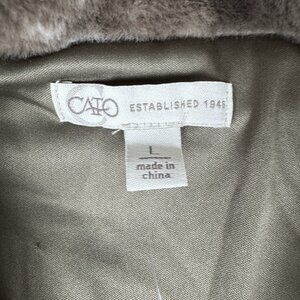 CATO ESTABLISHED 1946
L
made in
china